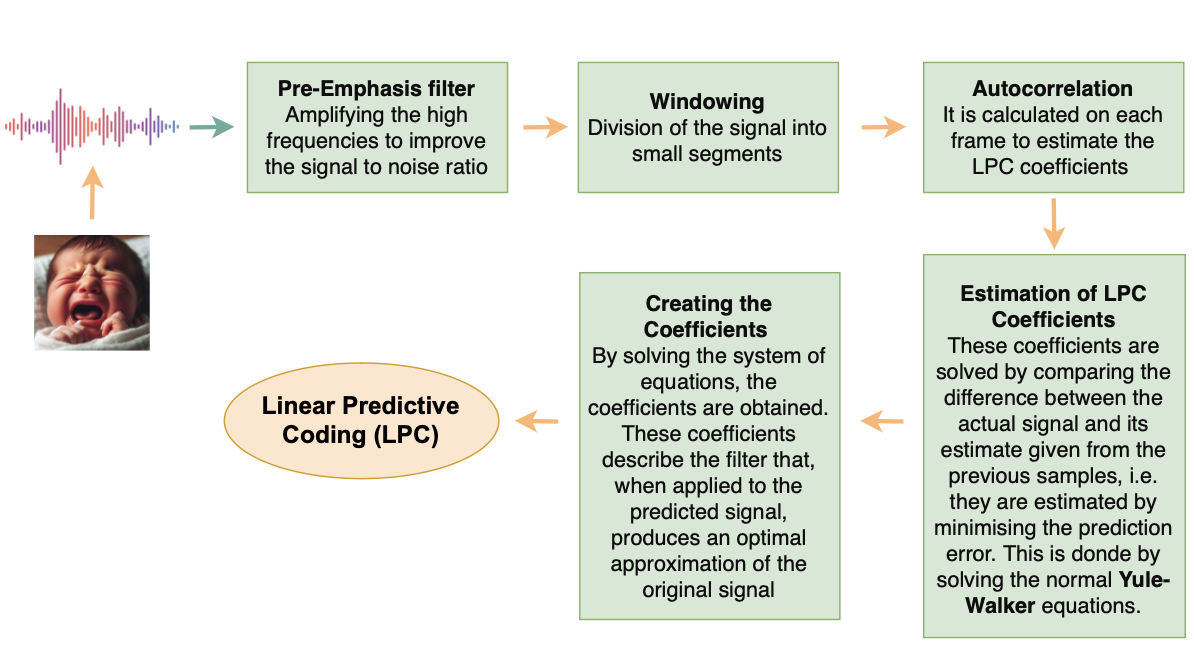 Pre-Emphasis filter
Amplifying the high
frequencies to improve
the signal to noise ratio
Windowing
Division of the signal into
small segments
Autocorrelation
It is calculated on each
frame to estimate the
LPC coefficients
Estimation of LPC
Coefficients
These coefficients are
solved by comparing the
difference between the
actual signal and its
estimate given from the
previous samples, i.e.
they are estimated by
minimising the prediction
error. This is donde by
solving the normal Yule-
Walker equations.
Creating the
Coefficients
By solving the system of
equations, the
coefficients are obtained.
These coefficients
describe the filter that,
when applied to the
predicted signal,
produces an optimal
approximation of the
original signal
Linear Predictive
Coding (LPC)